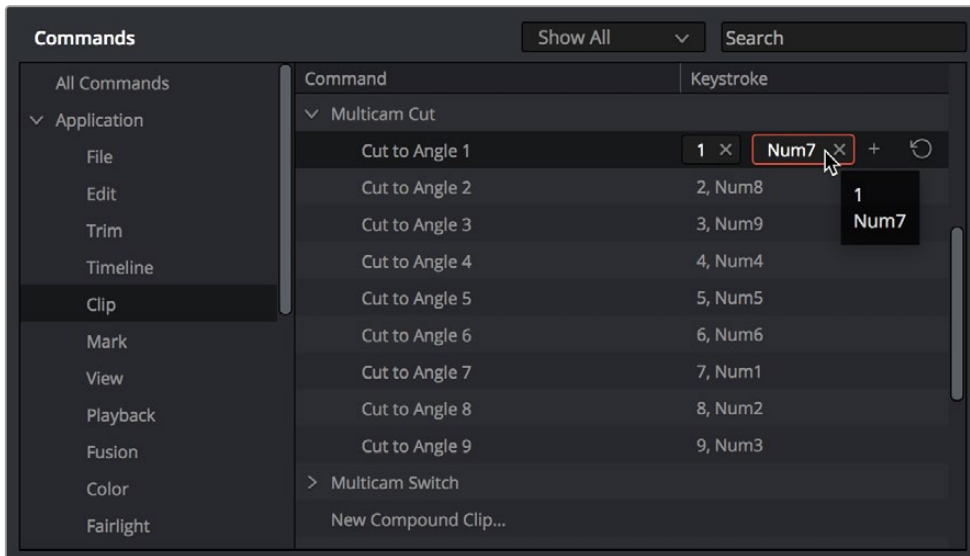 Commands
Show All
Search
All Commands
Application
File
Edit
Trim
Timeline
Clip
Mark
View
Playback
Fusion
Color
Fairlight
Command Keystroke
Multicam Cut
Cut to Angle 1 1 Num7
Cut to Angle 2 2, Num8
Cut to Angle 3 3, Num9
Cut to Angle 4 4, Num4
Cut to Angle 5 5, Num5
Cut to Angle 6 6, Num6
Cut to Angle 7 7, Num1
Cut to Angle 8 8, Num2
Cut to Angle 9 9, Num3
Multicam Switch
New Compound Clip...
1
Num7